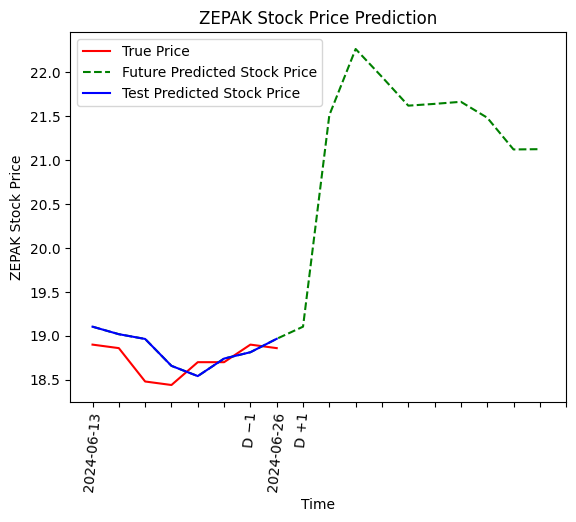 ZEPAK Stock Price Prediction
True Price
Future Predicted Stock Price
Test Predicted Stock Price
ZEPAK Stock Price
22.0
21.5
21.0
20.5
20.0
19.5
19.0
18.5
2024-06-13
D −1
2024-06-26
D +1
Time